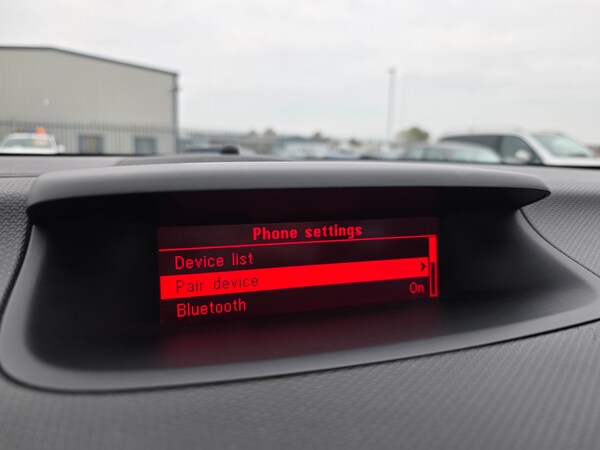 Phone settings
Device list
Pair device
Bluetooth On